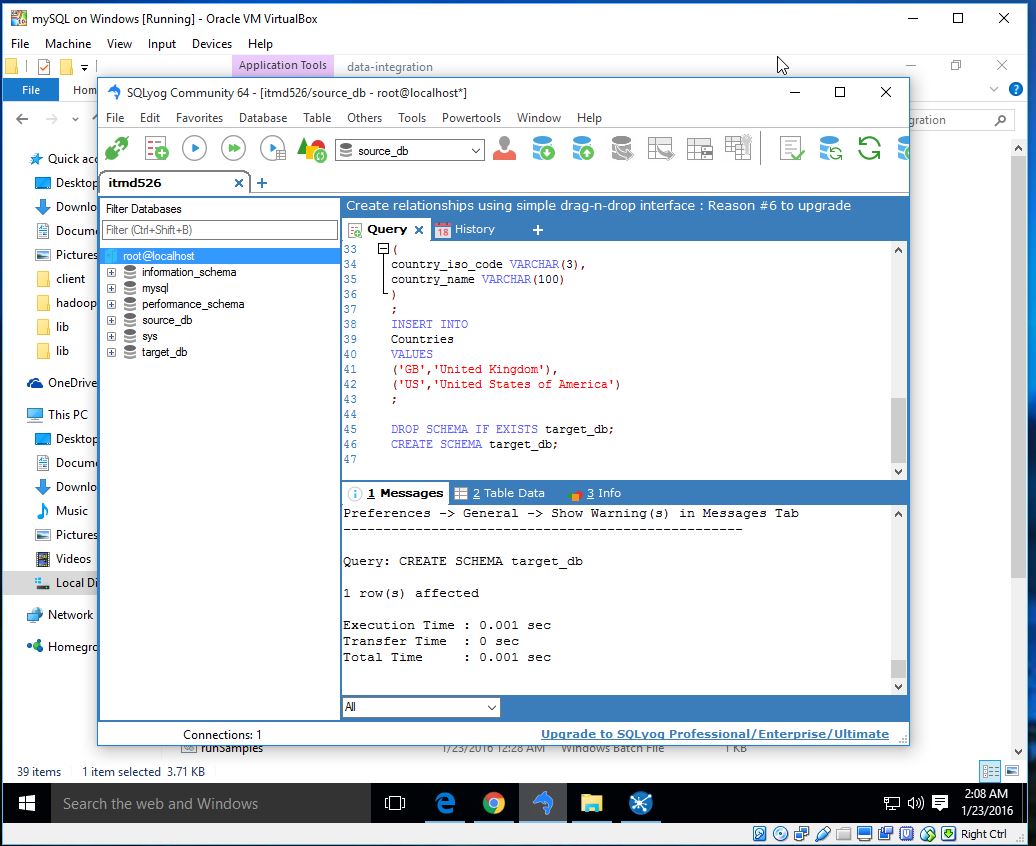 mySQL on Windows [Running] - Oracle VM VirtualBox
File Machine View Input Devices Help
Application Tools data-integration
File Hom
SQLyog Community 64 - [itmd526/source_db - root@localhost*]
File Edit Favorites Database Table Others Tools Powertools Window Help
source_db
itmd526
Filter Databases
Filter (Ctrl+Shift+B)
root@localhost
information_schema
mysql
performance_schema
source_db
sys
target_db
Quick acc
Desktop
Downlo
Docume
Pictures
client
hadoop
lib
lib
OneDrive
This PC
Desktop
Docume
Downlo
Music
Pictures
Videos
Local Di
Network
Homegro
gration
Create relationships using simple drag-n-drop interface : Reason #6 to upgrade
Query History
18
33 (
34 country_iso_code VARCHAR(3),
35 country_name VARCHAR(100)
36 )
37 ;
38 INSERT INTO
39 Countries
40 VALUES
41 ('GB','United Kingdom'),
42 ('US','United States of America')
43 ;
44
45 DROP SCHEMA IF EXISTS target_db;
46 CREATE SCHEMA target_db;
47
1 Messages 2 Table Data 3 Info
Preferences -> General -> Show Warning(s) in Messages Tab
---------------------------------------------------
Query: CREATE SCHEMA target_db
1 row(s) affected
Execution Time : 0.001 sec
Transfer Time : 0 sec
Total Time : 0.001 sec
All
Connections: 1 Upgrade to SQLyog Professional/Enterprise/Ultimate
runSamples 1/23/2016 12:28 AM Windows Batch File 1 KB
39 items 1 item selected 3.71 KB
Search the web and Windows
2:08 AM
1/23/2016
Right Ctrl